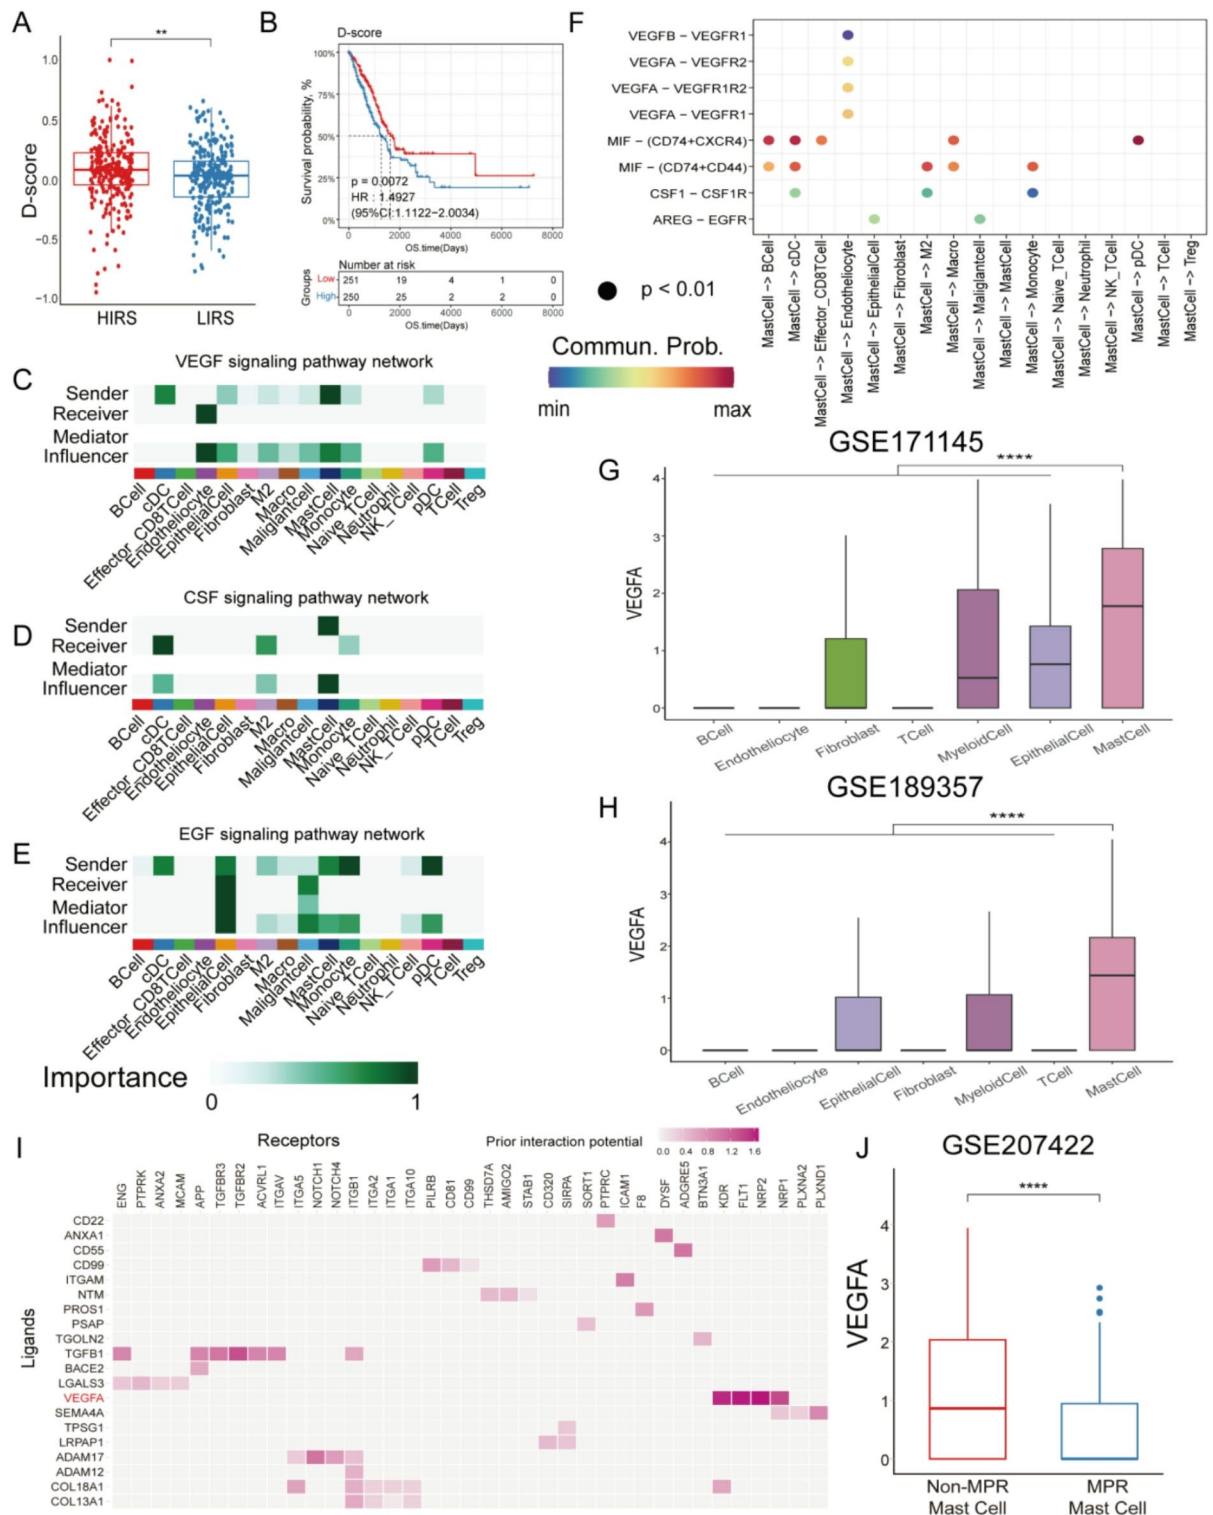 A
**
D-score
1.0
0.5
0.0
−0.5
−1.0
HIRS
LIRS
B
D-score
Survival probability, %
100%
75%
50%
25%
0%
p = 0.0072
HR : 1.4927
(95%CI:1.1122−2.0034)
0 2000 4000 6000 8000
OS.time(Days)
Number at risk
Groups
Low 251 19 4 1 0
High 250 25 2 2 0
0 2000 4000 6000 8000
OS.time(Days)
F
VEGFB − VEGFR1
VEGFA − VEGFR2
VEGFA − VEGFR1R2
VEGFA − VEGFR1
MIF − (CD74+CXCR4)
MIF − (CD74+CD44)
CSF1 − CSF1R
AREG − EGFR
MastCell −> BCell
MastCell −> cDC
MastCell −> Effector_CD8TCell
MastCell −> Endotheliocyte
MastCell −> EpithelialCell
MastCell −> Fibroblast
MastCell −> M2
MastCell −> Macro
MastCell −> Maliglantcell
MastCell −> MastCell
MastCell −> Monocyte
MastCell −> Naive_TCell
MastCell −> Neutrophil
MastCell −> NK_TCell
MastCell −> pDC
MastCell −> TCell
MastCell −> Treg
p < 0.01
Commun. Prob.
min
max
C
VEGF signaling pathway network
Sender
Receiver
Mediator
Influencer
BCell
cDC
Effector_CD8TCell
Endotheliocyte
EpithelialCell
Fibroblast
M2
Macro
Maliglantcell
MastCell
Monocyte
Naive_TCell
Neutrophil
NK_TCell
pDC
TCell
Treg
D
CSF signaling pathway network
Sender
Receiver
Mediator
Influencer
BCell
cDC
Effector_CD8TCell
Endotheliocyte
EpithelialCell
Fibroblast
M2
Macro
Maliglantcell
MastCell
Monocyte
Naive_TCell
Neutrophil
NK_TCell
pDC
TCell
Treg
E
EGF signaling pathway network
Sender
Receiver
Mediator
Influencer
BCell
cDC
Effector_CD8TCell
Endotheliocyte
EpithelialCell
Fibroblast
M2
Macro
Maliglantcell
MastCell
Monocyte
Naive_TCell
Neutrophil
NK_TCell
pDC
TCell
Treg
Importance
0
1
G
GSE171145
****
VEGFA
4
3
2
1
0
BCell
Endotheliocyte
Fibroblast
TCell
MyeloidCell
EpithelialCell
MastCell
H
GSE189357
****
VEGFA
4
3
2
1
0
BCell
Endotheliocyte
EpithelialCell
Fibroblast
MyeloidCell
TCell
MastCell
I
Receptors
Prior interaction potential
0.0 0.4 0.8 1.2 1.6
ENG
PTPRK
ANXA2
MCAM
APP
TGFBR3
TGFBR2
ACVRL1
ITGAV
ITGA5
NOTCH1
NOTCH4
ITGB1
ITGA2
ITGA1
ITGA10
PILRB
CD81
CD99
THSD7A
AMIGO2
STAB1
CD320
SIRPA
SORT1
PTPRC
ICAM1
F8
DYSF
ADGRE5
BTN3A1
KDR
FLT1
NRP2
NRP1
PLXNA2
PLXND1
Ligands
CD22
ANXA1
CD55
CD99
ITGAM
NTM
PROS1
PSAP
TGOLN2
TGFB1
BACE2
LGALS3
VEGFA
SEMA4A
TPSG1
LRPAP1
ADAM17
ADAM12
COL18A1
COL13A1
J
GSE207422
****
VEGFA
4
3
2
1
0
Non-MPR
Mast Cell
MPR
Mast Cell